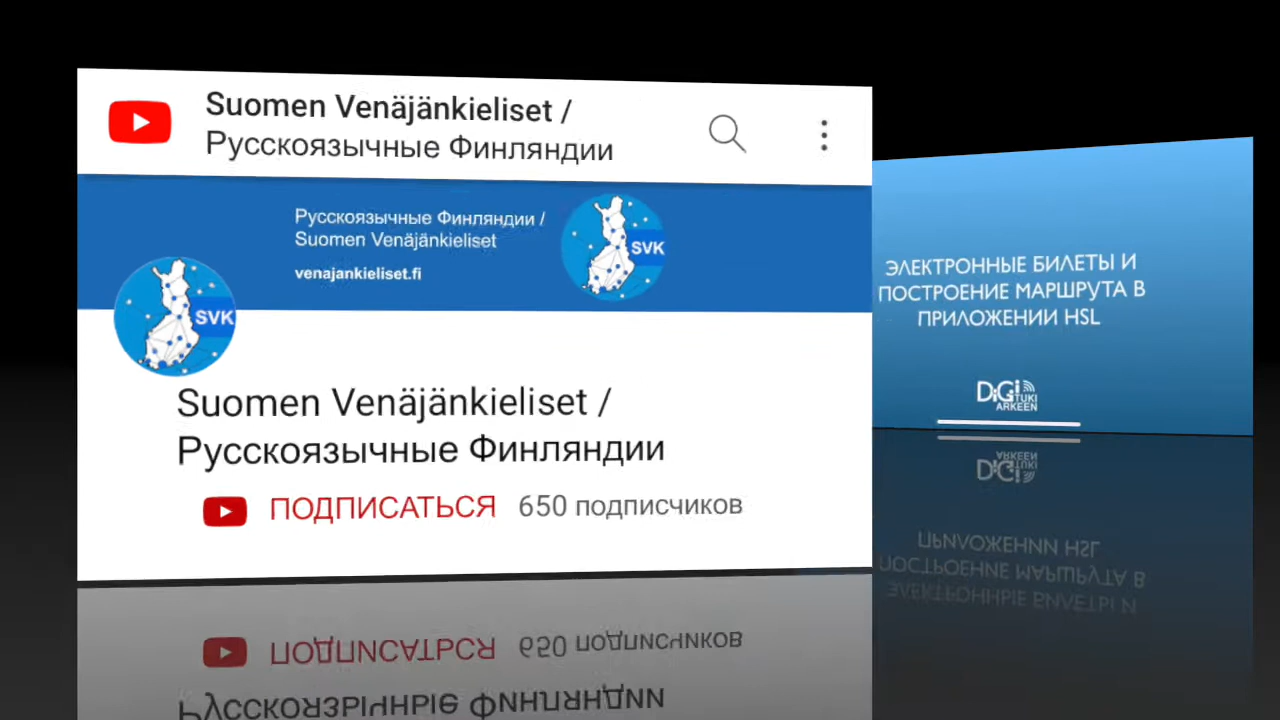 Suomen Venäjänkieliset /
Русскоязычные Финляндии
Русскоязычные Финляндии /
Suomen Venäjänkieliset
venajankieliset.fi
SVK
SVK
Suomen Venäjänkieliset /
Русскоязычные Финляндии
ПОДПИСАТЬСЯ 650 подписчиков
ЭЛЕКТРОННЫЕ БИЛЕТЫ И
ПОСТРОЕНИЕ МАРШРУТА В
ПРИЛОЖЕНИИ HSL
DiGi
TUKI
ARKEEN